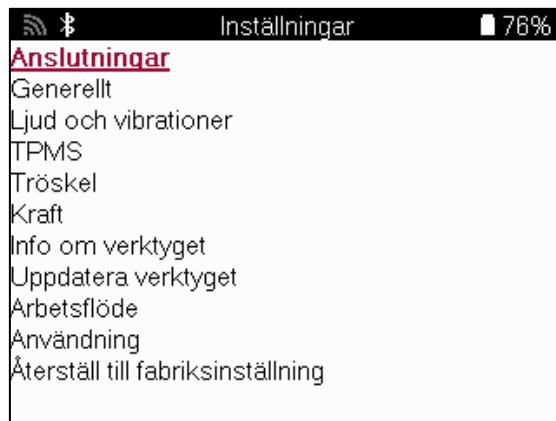 Inställningar 76%
Anslutningar
Generellt
Ljud och vibrationer
TPMS
Tröskel
Kraft
Info om verktyget
Uppdatera verktyget
Arbetsflöde
Användning
Återställ till fabriksinställning